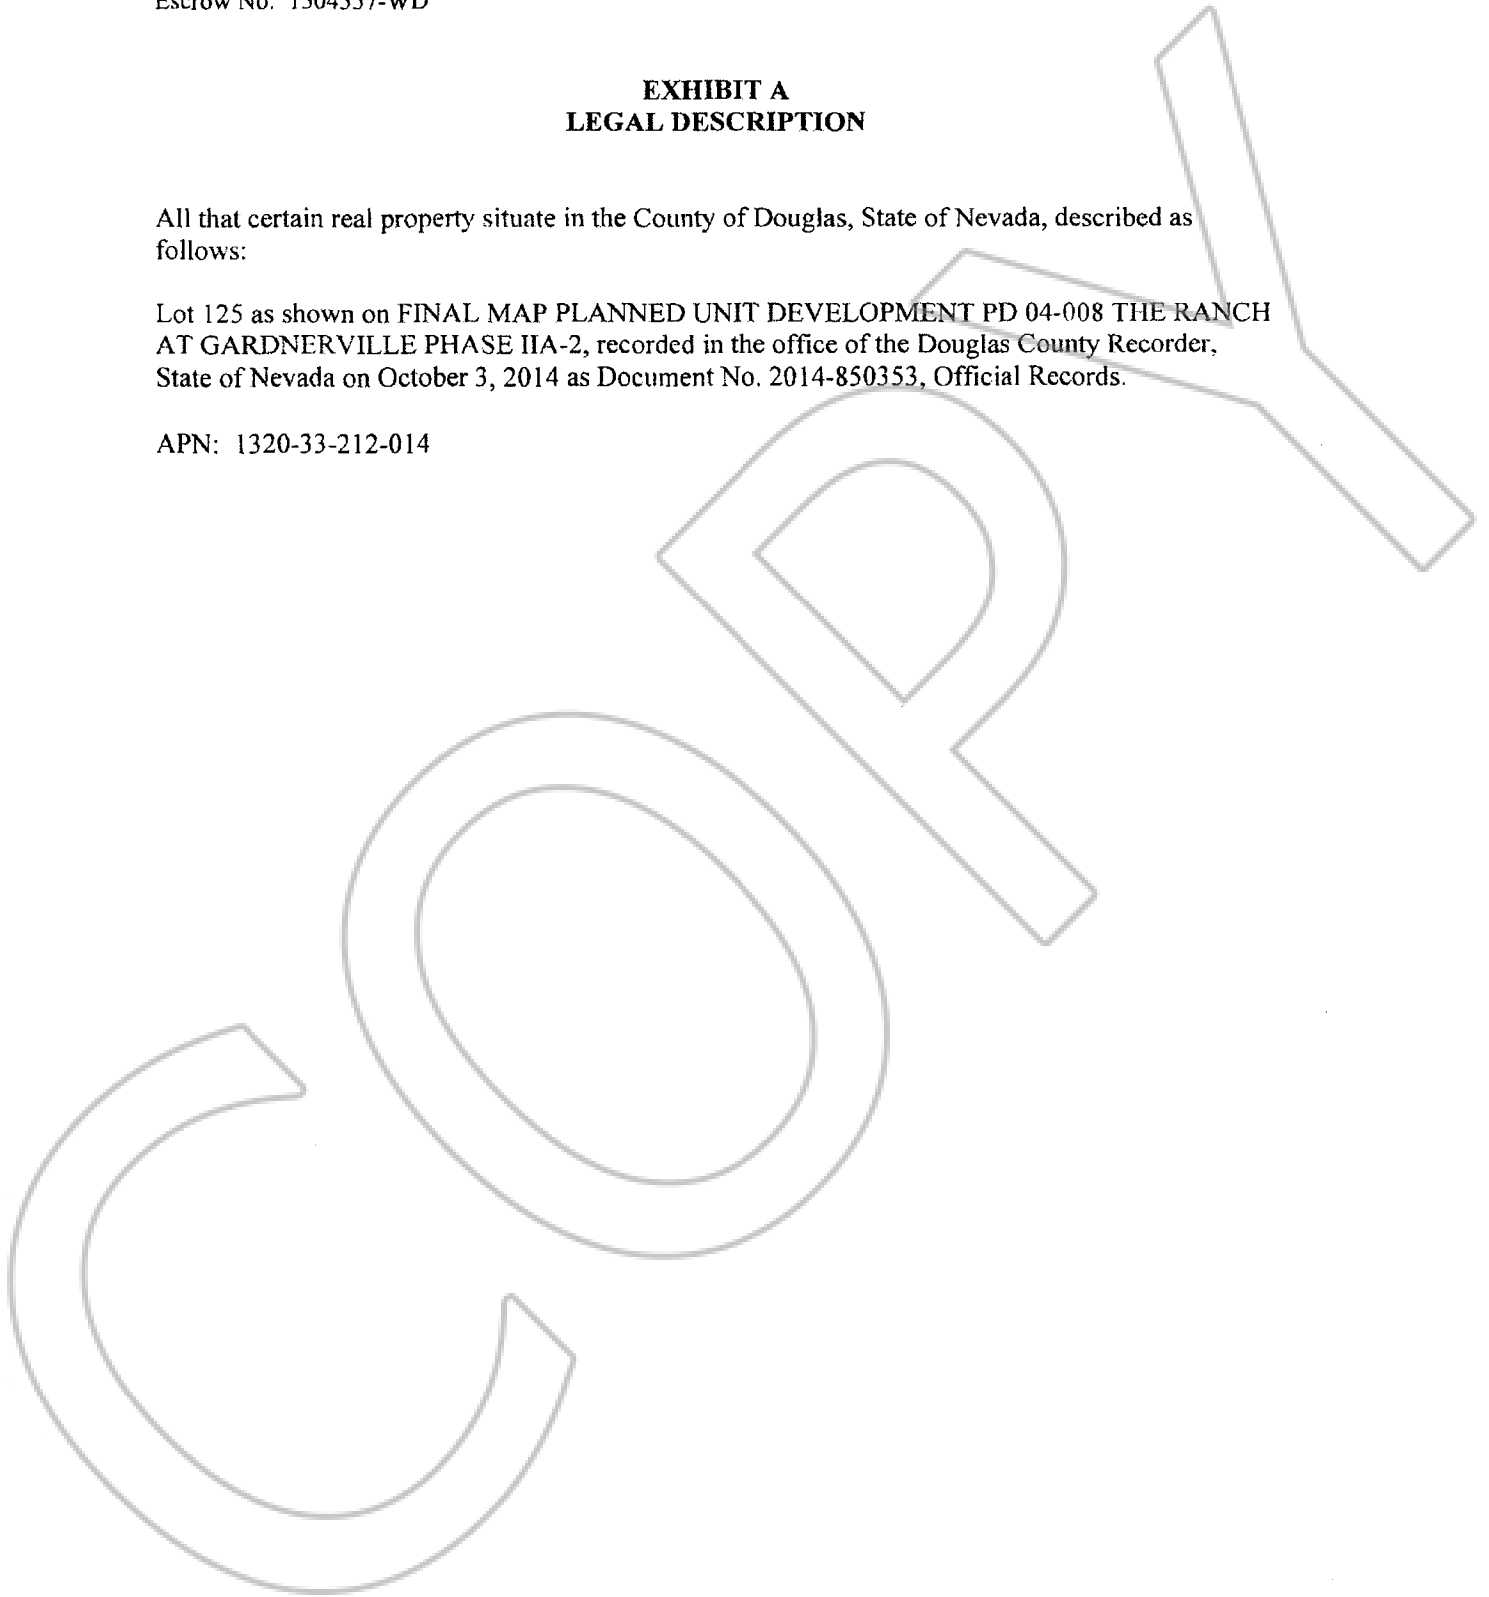 Escrow No.
EXHIBIT A
LEGAL DESCRIPTION
All that certain real property situate in the County of Douglas, State of Nevada, described as
follows:
Lot 125 as shown on FINAL MAP PLANNED UNIT DEVELOPMENT PD 04-008 THE RANCH
AT GARDNERVILLE PHASE IIA-2, recorded in the office of the Douglas County Recorder,
State of Nevada on October 3, 2014 as Document No. 2014-850353, Official Records.
APN: 1320-33-212-014
COPY